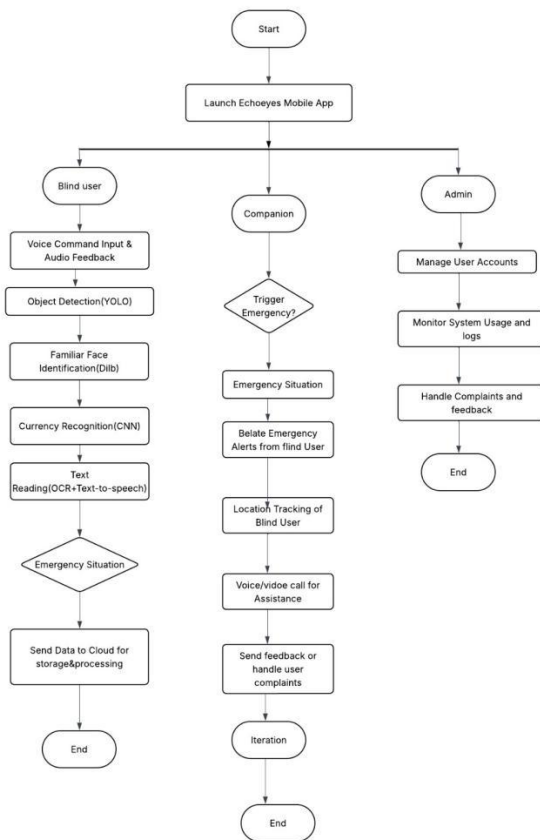 Start
Launch Echoeyes Mobile App
Blind user
Voice Command Input &
Audio Feedback
Object Detection(YOLO)
Familiar Face
Identification(Dilb)
Currency Recognition(CNN)
Text
Reading(OCR+Text-to-speech)
Emergency Situation
Send Data to Cloud for
storage&processing
End
Companion
Trigger
Emergency?
Emergency Situation
Belate Emergency
Alerts from flind User
Location Tracking of
Blind User
Voice/vidoe call for
Assistance
Send feedback or
handle user
complaints
Iteration
End
Admin
Manage User Accounts
Monitor System Usage and
logs
Handle Complaints and
feedback
End